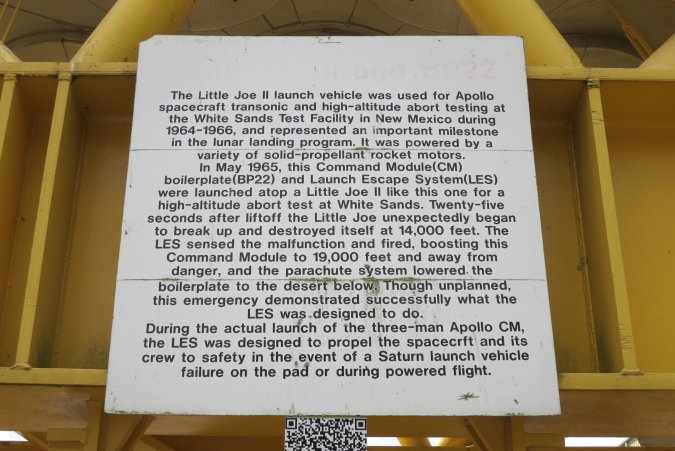 and BP22
The Little Joe II launch vehicle was used for Apollo
spacecraft transonic and high-altitude abort testing at
the White Sands Test Facility in New Mexico during
1964-1966, and represented an important milestone
in the lunar landing program. It was powered by a
variety of solid-propellant rocket motors.
In May 1965, this Command Module(CM)
boilerplate(BP22) and Launch Escape System(LES)
were launched atop a Little Joe II like this one for a
high-altitude abort test at White Sands. Twenty-five
seconds after liftoff the Little Joe unexpectedly began
to break up and destroyed itself at 14,000 feet. The
LES sensed the malfunction and fired, boosting this
Command Module to 19,000 feet and away from
danger, and the parachute system lowered the
boilerplate to the desert below. Though unplanned,
this emergency demonstrated successfully what the
LES was designed to do.
During the actual launch of the three-man Apollo CM,
the LES was designed to propel the spacecrft and its
crew to safety in the event of a Saturn launch vehicle
failure on the pad or during powered flight.